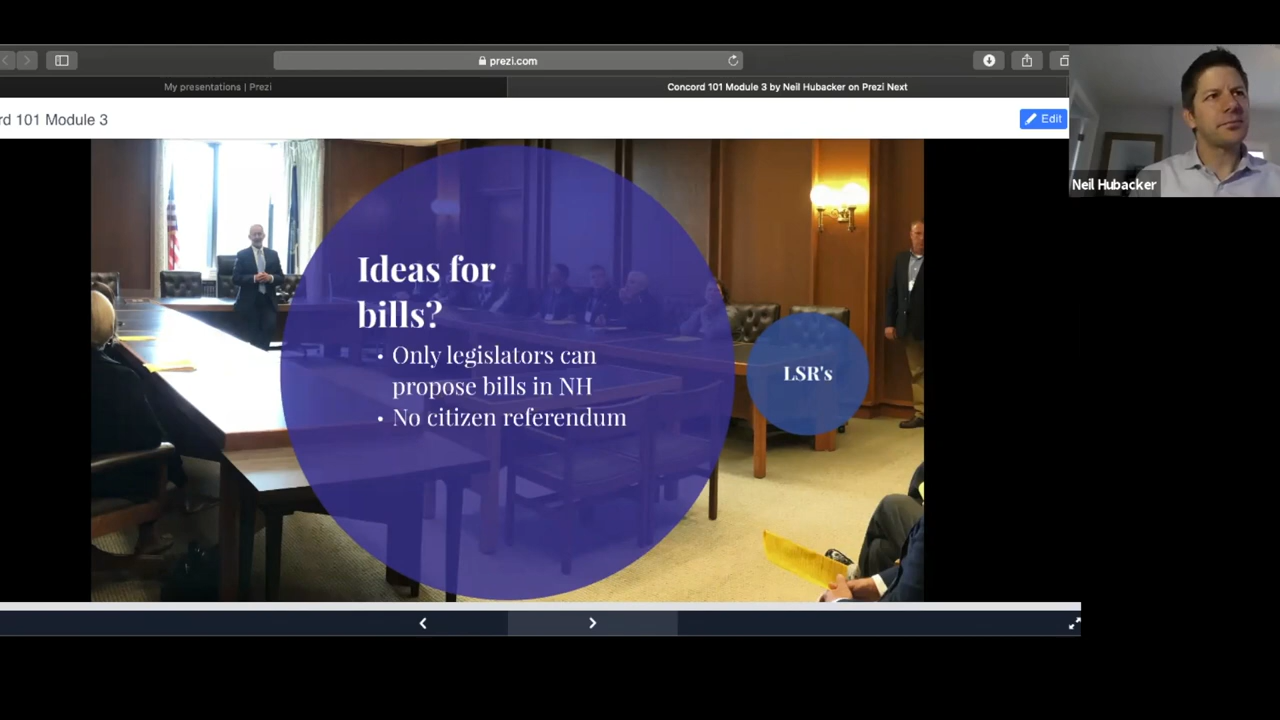 prezi.com
My presentations | Prezi
Concord 101 Module 3 by Neil Hubacker on Prezi Next
rd 101 Module 3
Edit
Neil Hubacker
Ideas for
bills?
• Only legislators can
propose bills in NH
• No citizen referendum
LSR's